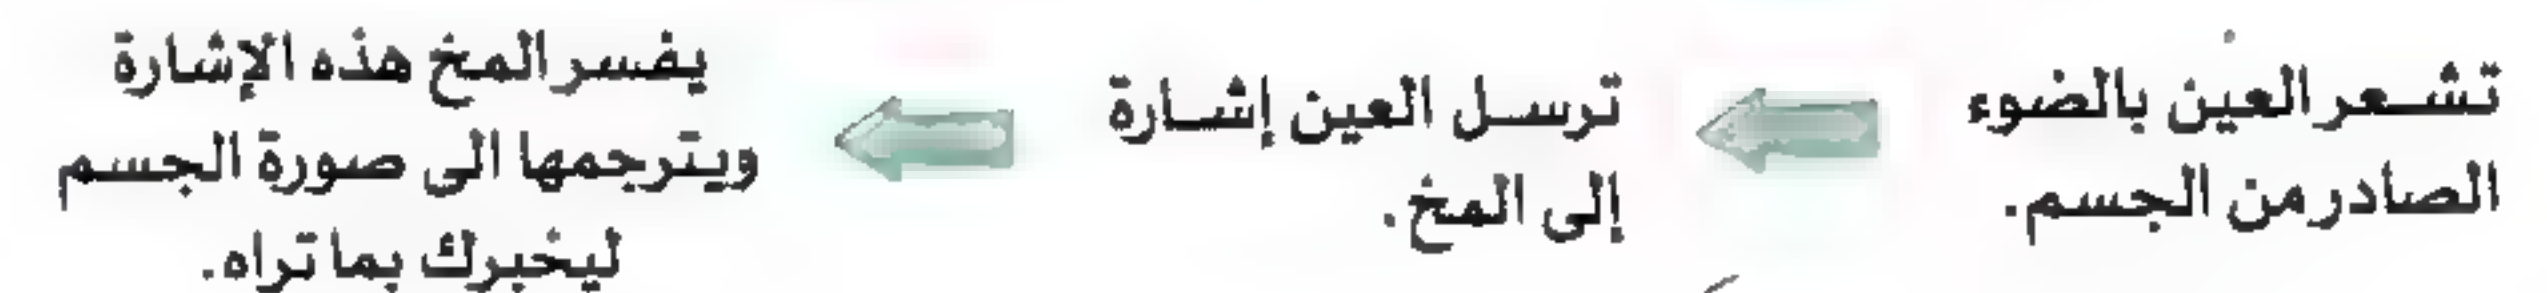 تشعر العين بالضوء
الصادر من الجسم.
ترسل العين إشارة
إلى المخ.
يفسر المخ هذه الإشارة
ويترجمها الى صورة الجسم
ليخبرك بما تراه.